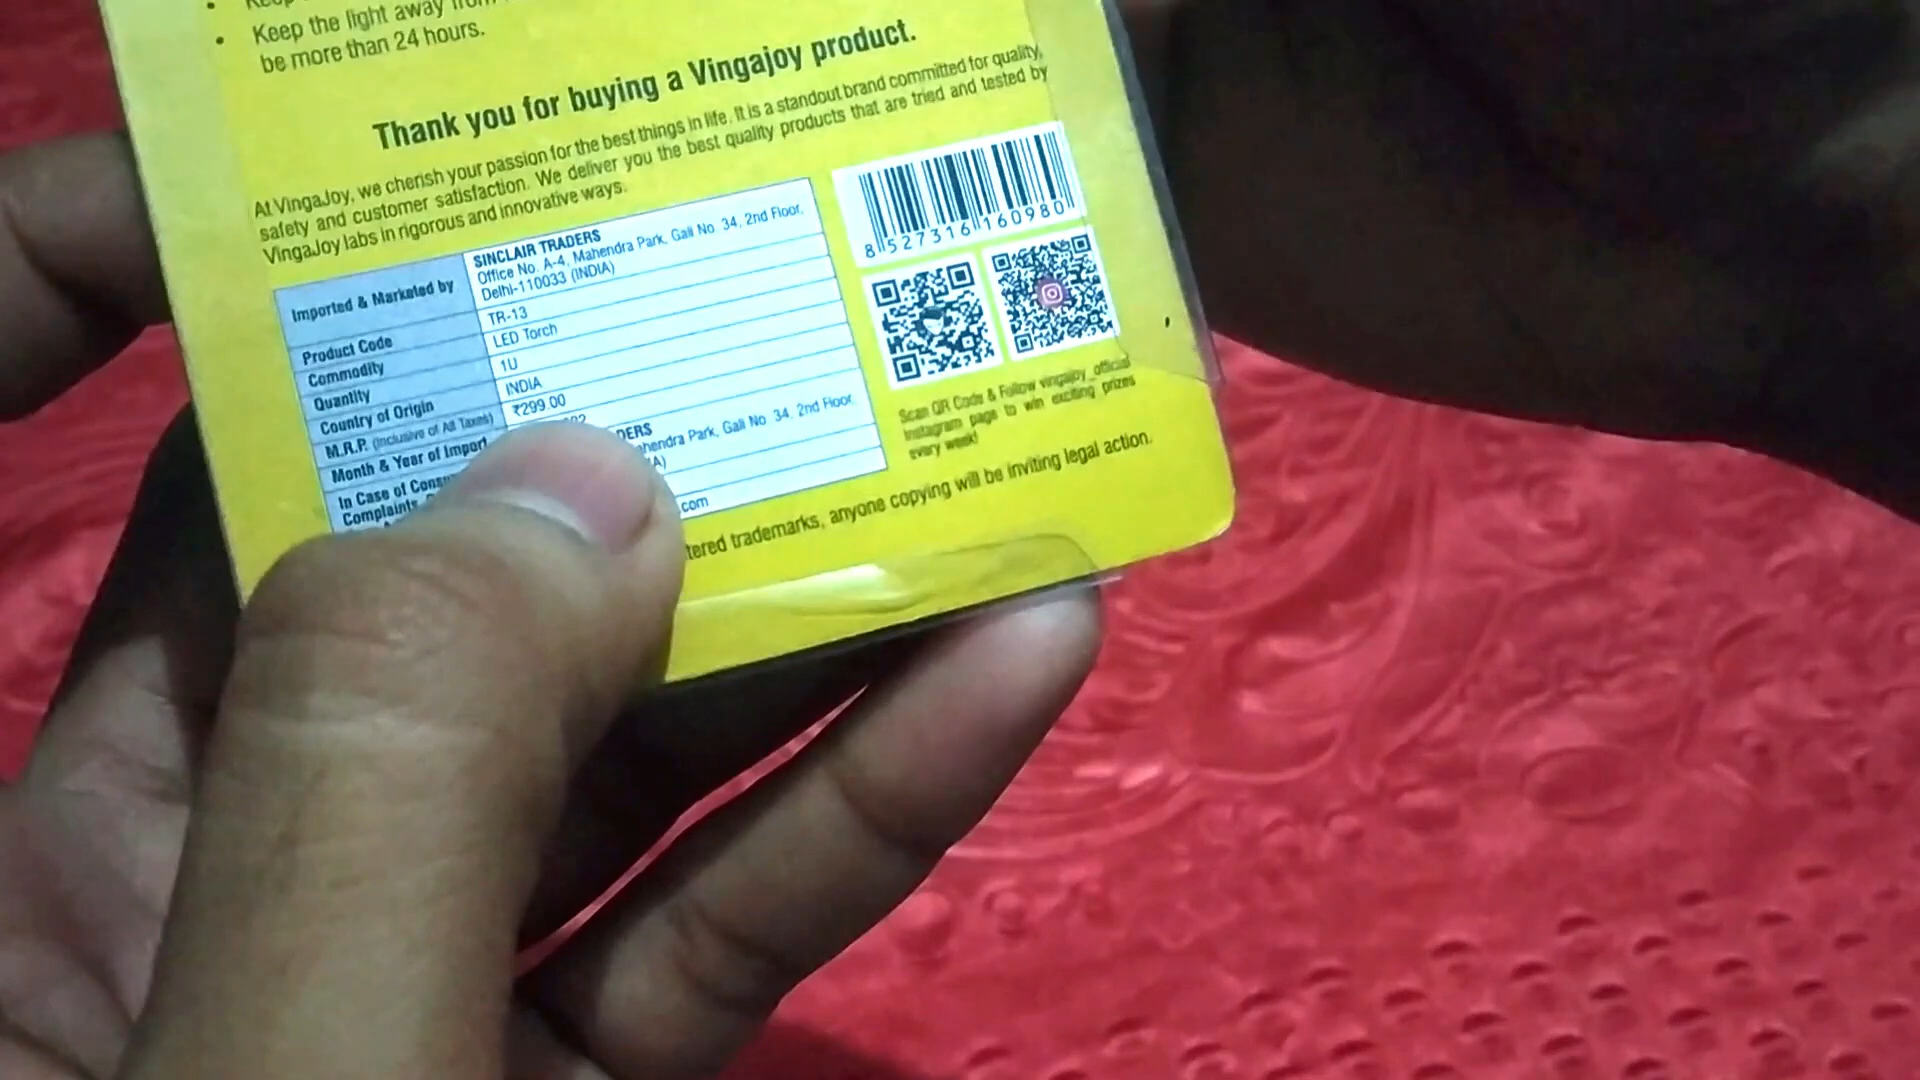 Keep the light away
be more than 24 hours.
Thank you for buying a Vingajoy product.
At VingaJoy, we cherish your passion for the best things in life. It is a standout brand committed for quality,
safety and customer satisfaction. We deliver you the best quality products that are tried and tested by
VingaJoy labs in rigorous and innovative ways.
Imported & Marketed by
SINCLAIR TRADERS
Office No. A-4, Mahendra Park, Gali No. 34, 2nd Floor,
Delhi-110033 (INDIA)
Product Code TR-13
Commodity LED Torch
Quantity 1U
Country of Origin INDIA
M.R.P. (Inclusive of All Taxes) ₹299.00
Month & Year of Import
In Case of
Complaints
DERS
Park, Gali No. 34, 2nd Floor,
.com
8 527316 160980
Scan QR Code & Follow vingajoy_official
Instagram page to win exciting prizes
every week!
trademarks, anyone copying will be inviting legal action.